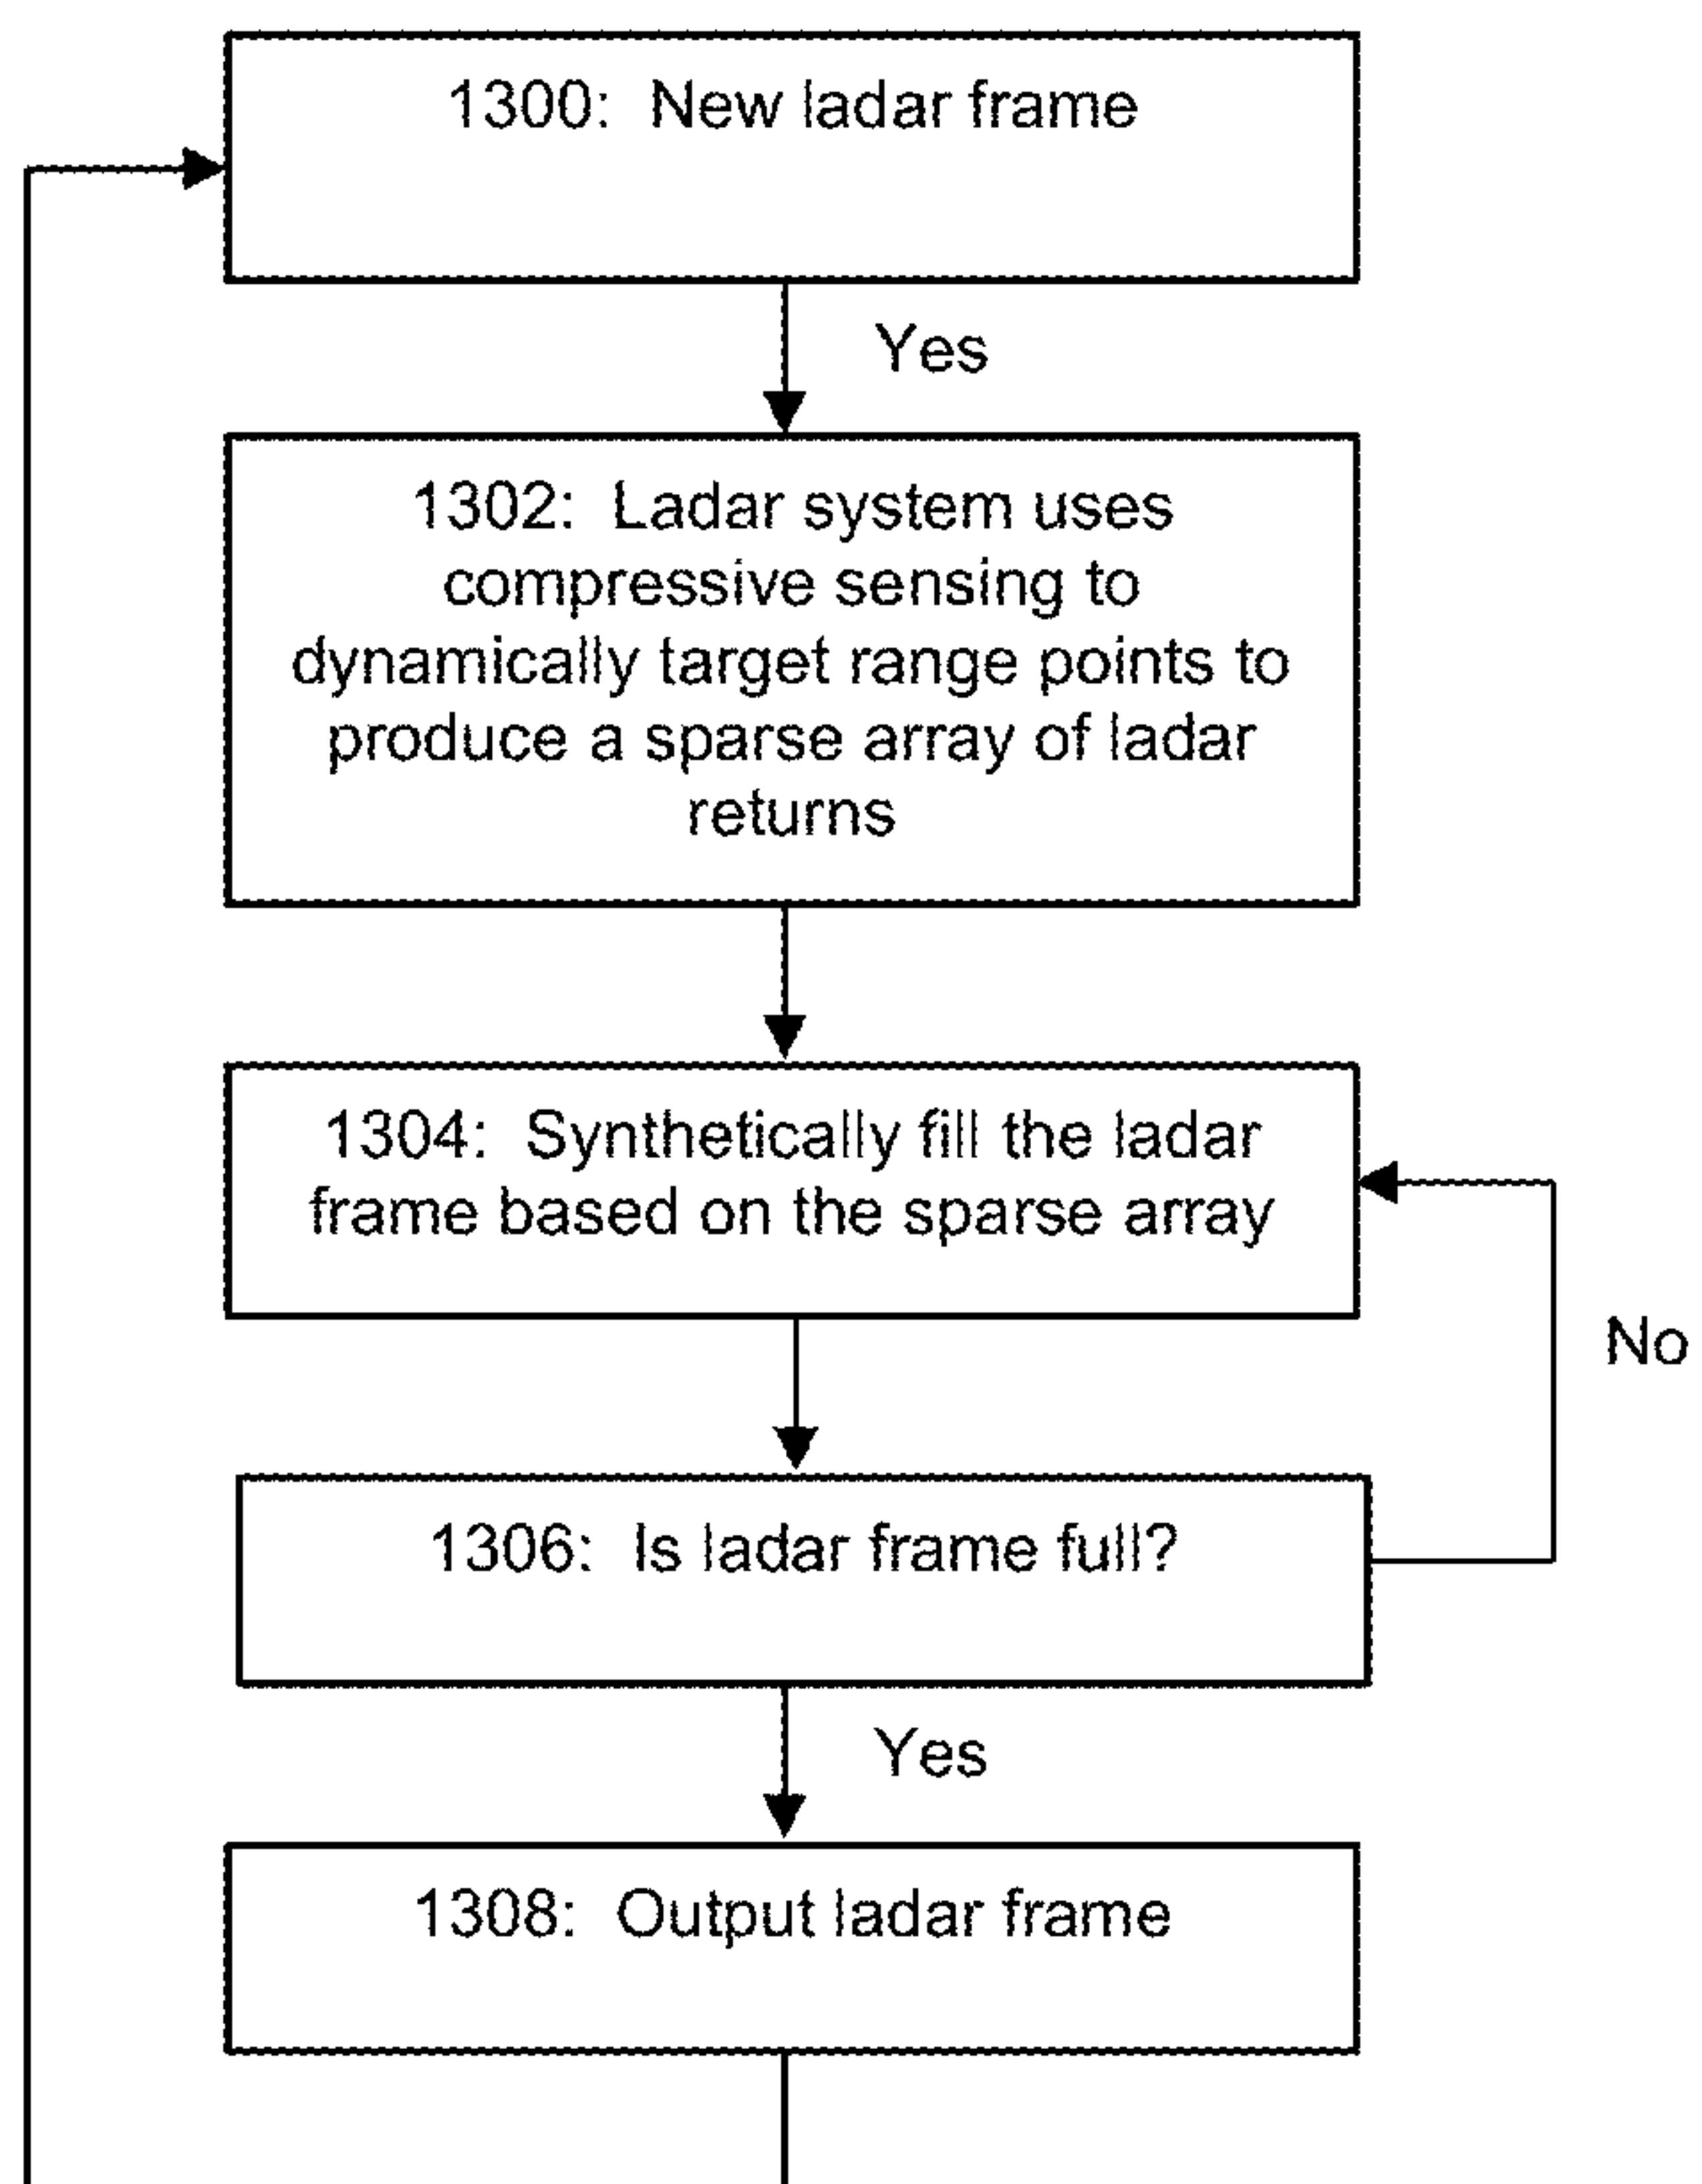 1300: New ladar frame
Yes
1302: Ladar system uses
compressive sensing to
dynamically target range points to
produce a sparse array of ladar
returns
1304: Synthetically fill the ladar
frame based on the sparse array
No
1306: Is ladar frame full?
Yes
1308: Output ladar frame